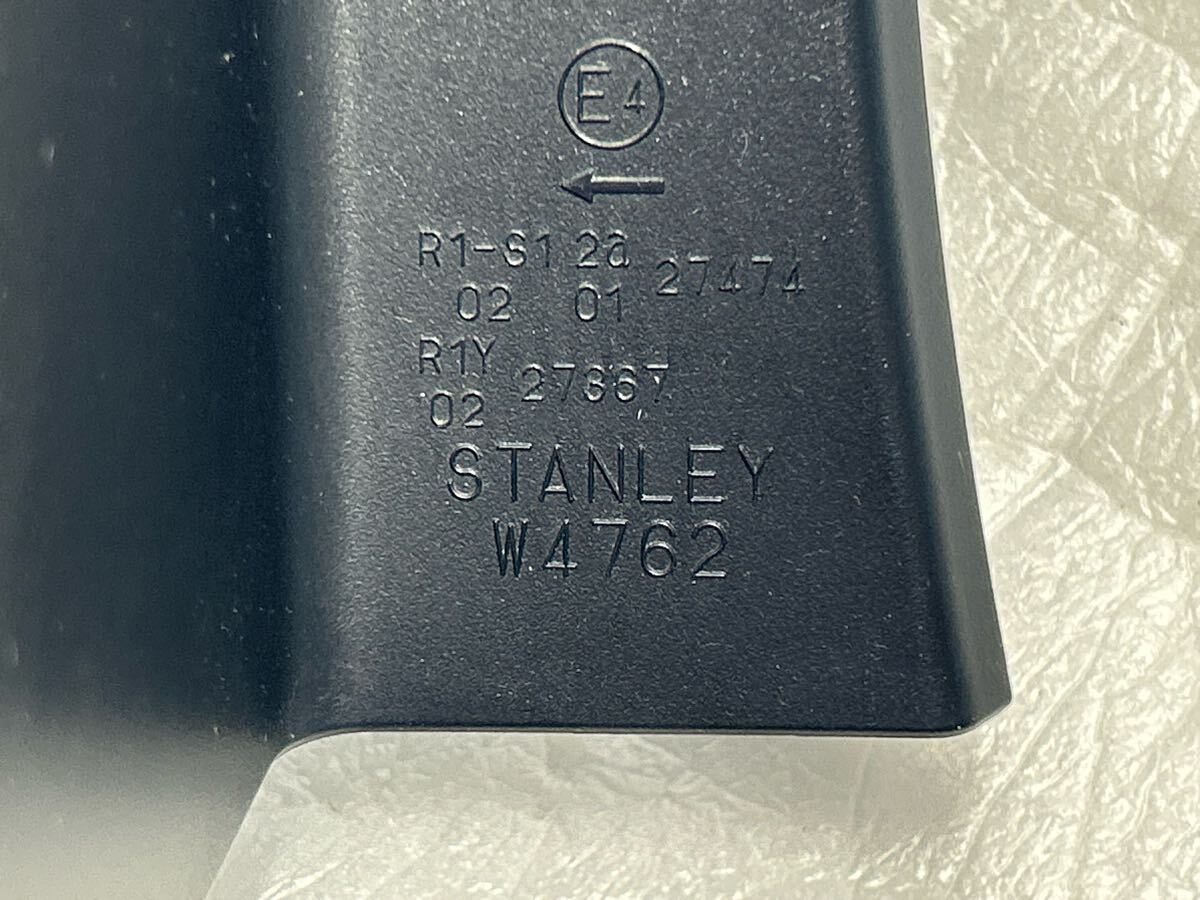 E4
←
R1-S1 2a 27474
02 01
R1Y 27367
02
STANLEY
W4762